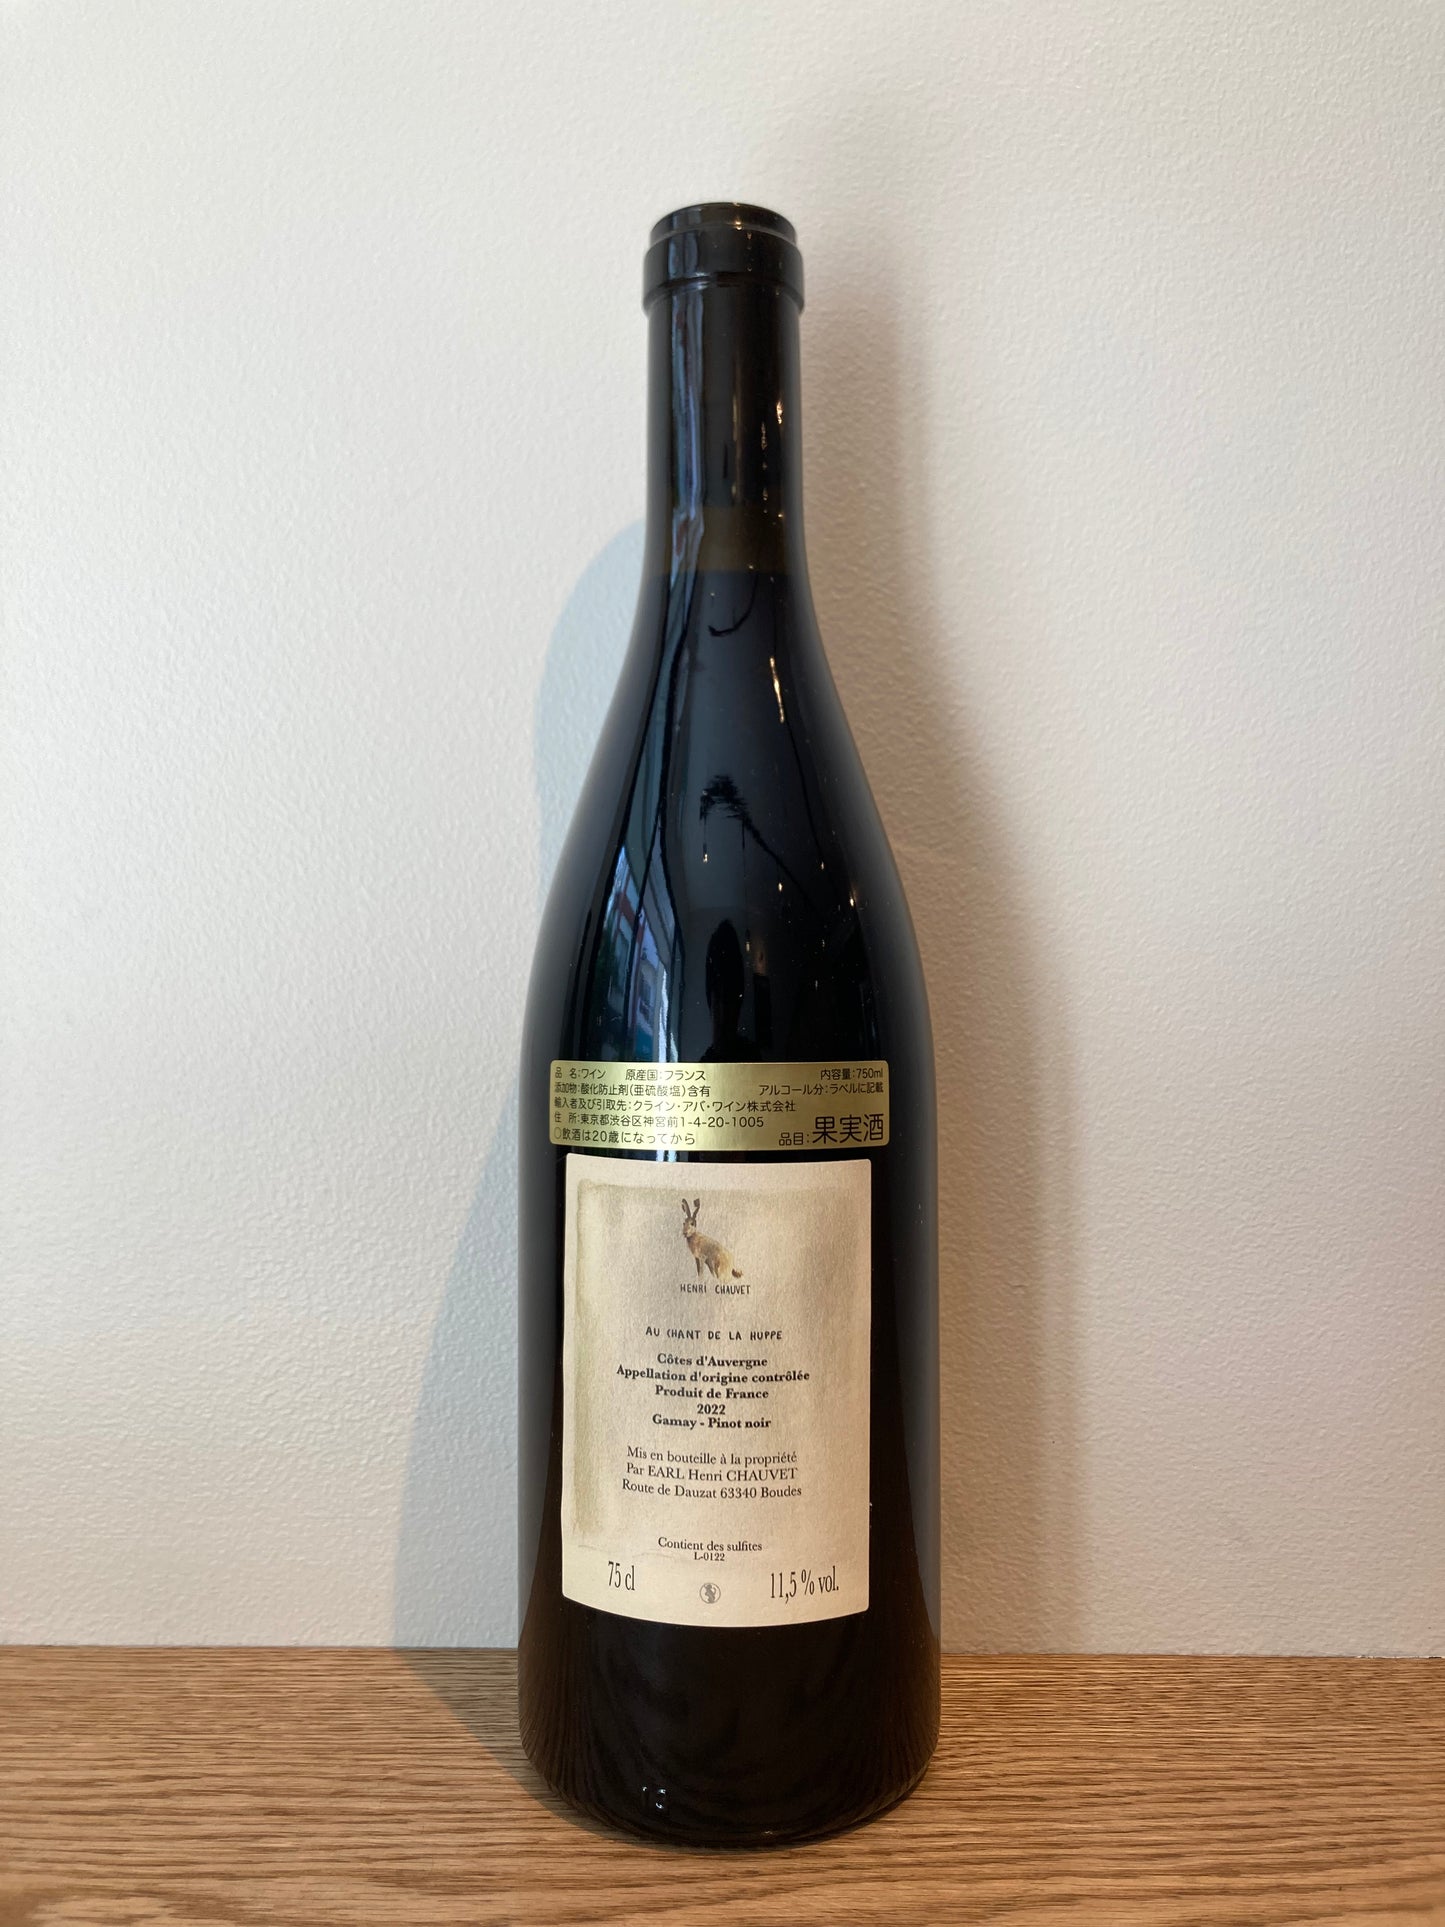 品　名:ワイン　原産国:フランス　内容量:750ml
添加物:酸化防止剤(亜硫酸塩)含有　アルコール分:ラベルに記載
輸入者及び引取先:クライン・アバ・ワイン株式会社
住　所:東京都渋谷区神宮前1-4-20-1005
○飲酒は20歳になってから　品目:果実酒
HENRI CHAUVET
AU CHANT DE LA HUPPE
Côtes d'Auvergne
Appellation d'origine contrôlée
Produit de France
2022
Gamay - Pinot noir
Mis en bouteille à la propriété
Par EARL Henri CHAUVET
Route de Dauzat 63340 Boudes
Contient des sulfites
L-0122
75 cl　11,5 % vol.